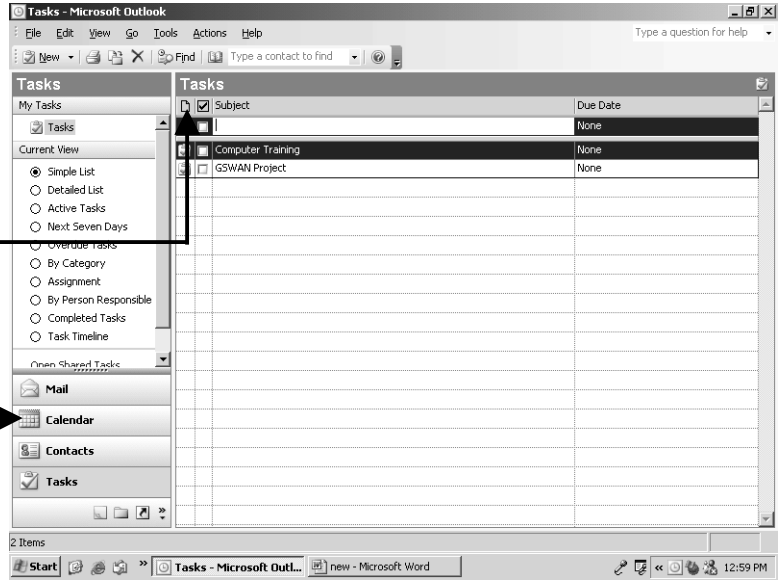 Tasks - Microsoft Outlook
File Edit View Go Tools Actions Help Type a question for help
New Find Type a contact to find
Tasks Tasks
My Tasks Subject Due Date
Tasks None
Current View Computer Training None
Simple List GSWAN Project None
Detailed List
Active Tasks
Next Seven Days
Overdue Tasks
By Category
Assignment
By Person Responsible
Completed Tasks
Task Timeline
Open Shared Tasks
Mail
Calendar
Contacts
Tasks
2 Items
Start Tasks - Microsoft Outl... new - Microsoft Word 12:59 PM